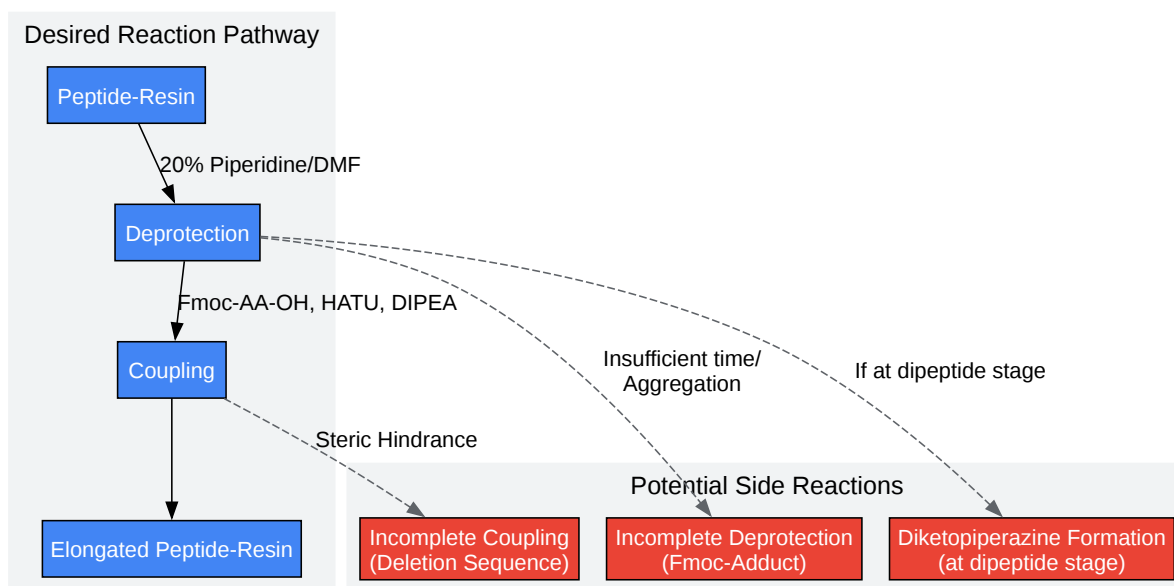 Desired Reaction Pathway
Peptide-Resin
20% Piperidine/DMF
Deprotection
Fmoc-AA-OH, HATU, DIPEA
Coupling
Insufficient time/
Aggregation
If at dipeptide stage
Steric Hindrance
Potential Side Reactions
Elongated Peptide-Resin
Incomplete Coupling
(Deletion Sequence)
Incomplete Deprotection
(Fmoc-Adduct)
Diketopiperazine Formation
(at dipeptide stage)